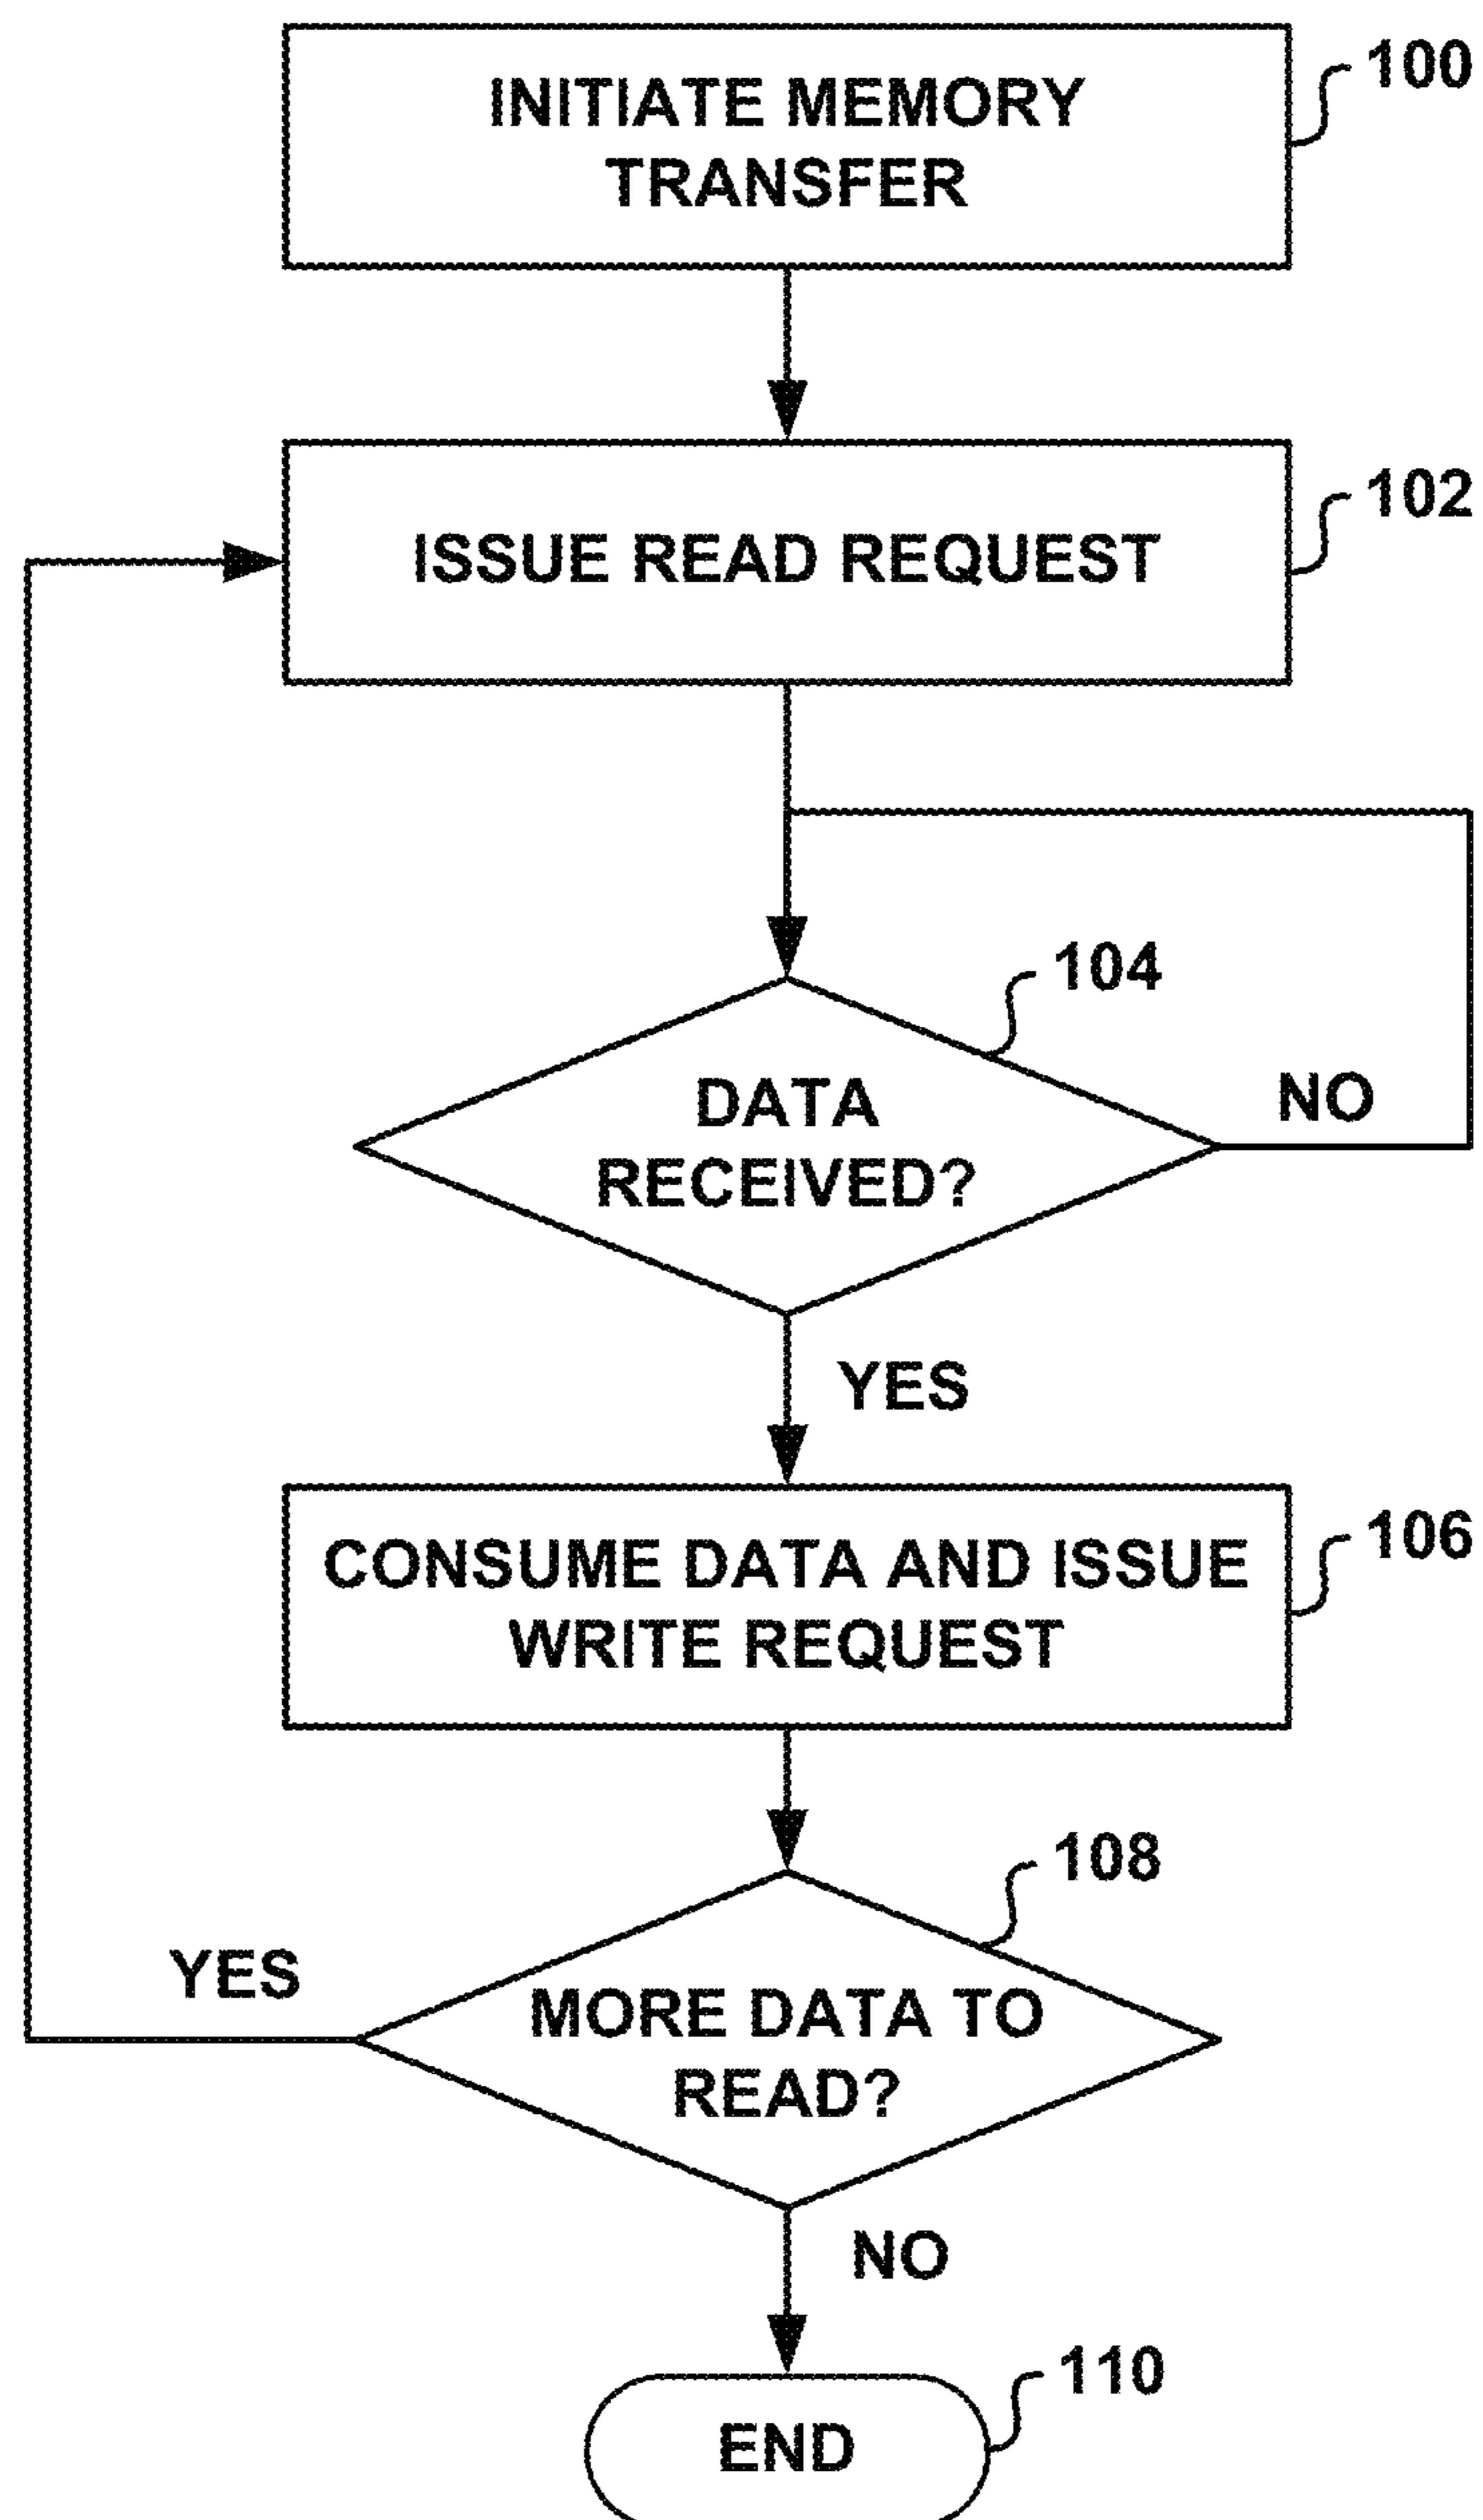 INITIATE MEMORY
TRANSFER
100
ISSUE READ REQUEST
102
104
DATA
RECEIVED?
NO
YES
CONSUME DATA AND ISSUE
WRITE REQUEST
106
108
YES
MORE DATA TO
READ?
NO
110
END